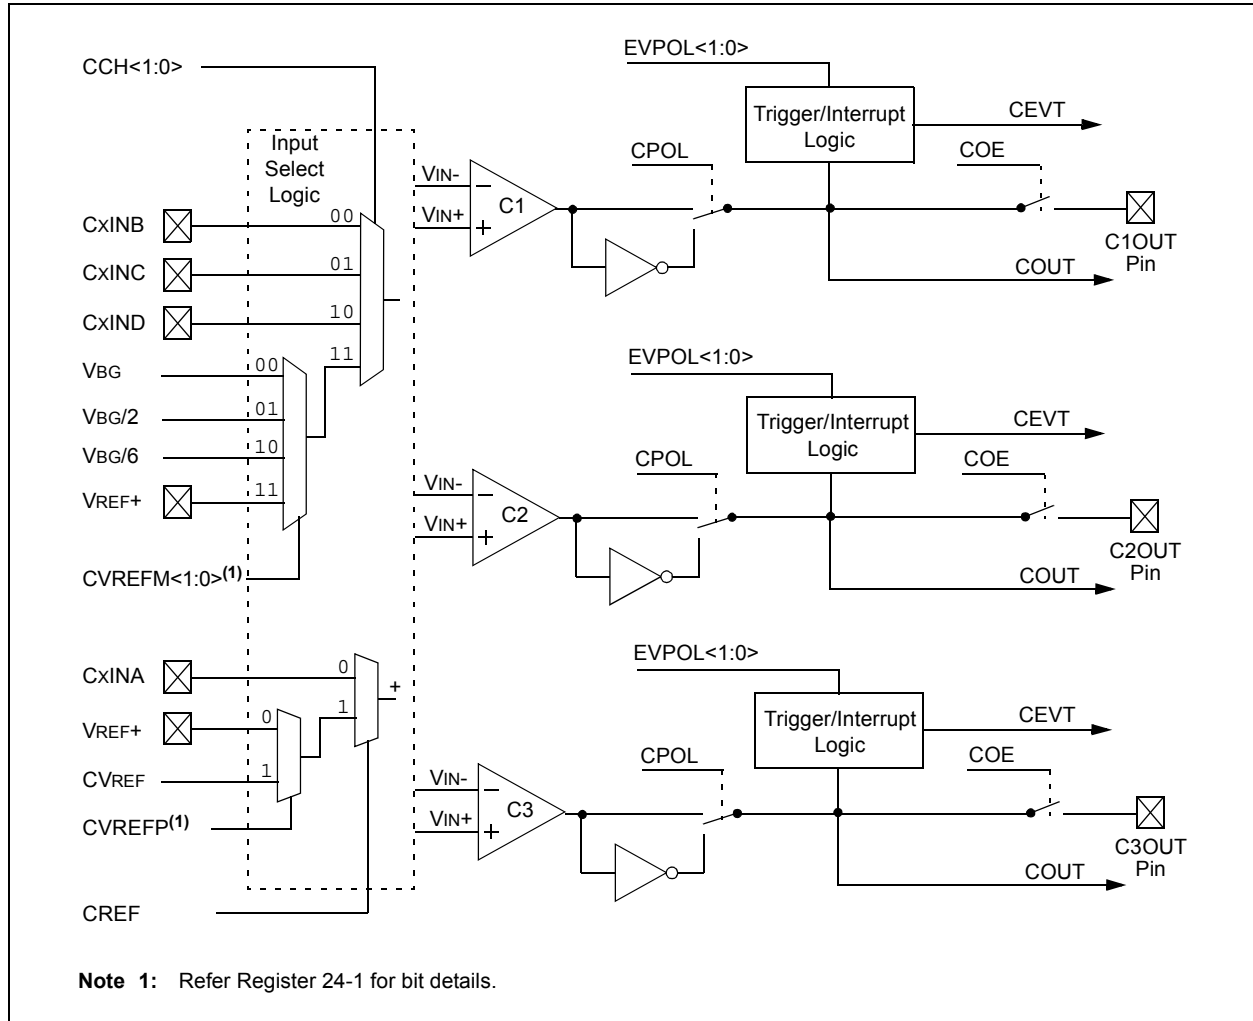 CCH<1:0>
Input
Select
Logic
CxINB
00
CxINC
01
CxIND
10
11
VBG
00
VBG/2
01
VBG/6
10
VREF+
11
CVREFM<1:0>(1)
CxINA
0
+
VREF+
0
1
CVREF
1
CVREFP(1)
CREF
EVPOL<1:0>
Trigger/Interrupt
Logic
CEVT
CPOL
COE
VIN-
–
VIN+
+
C1
C1OUT
Pin
COUT
EVPOL<1:0>
Trigger/Interrupt
Logic
CEVT
CPOL
COE
VIN-
–
VIN+
+
C2
C2OUT
Pin
COUT
EVPOL<1:0>
Trigger/Interrupt
Logic
CEVT
CPOL
COE
VIN-
–
VIN+
+
C3
C3OUT
Pin
COUT
Note 1: Refer Register 24-1 for bit details.